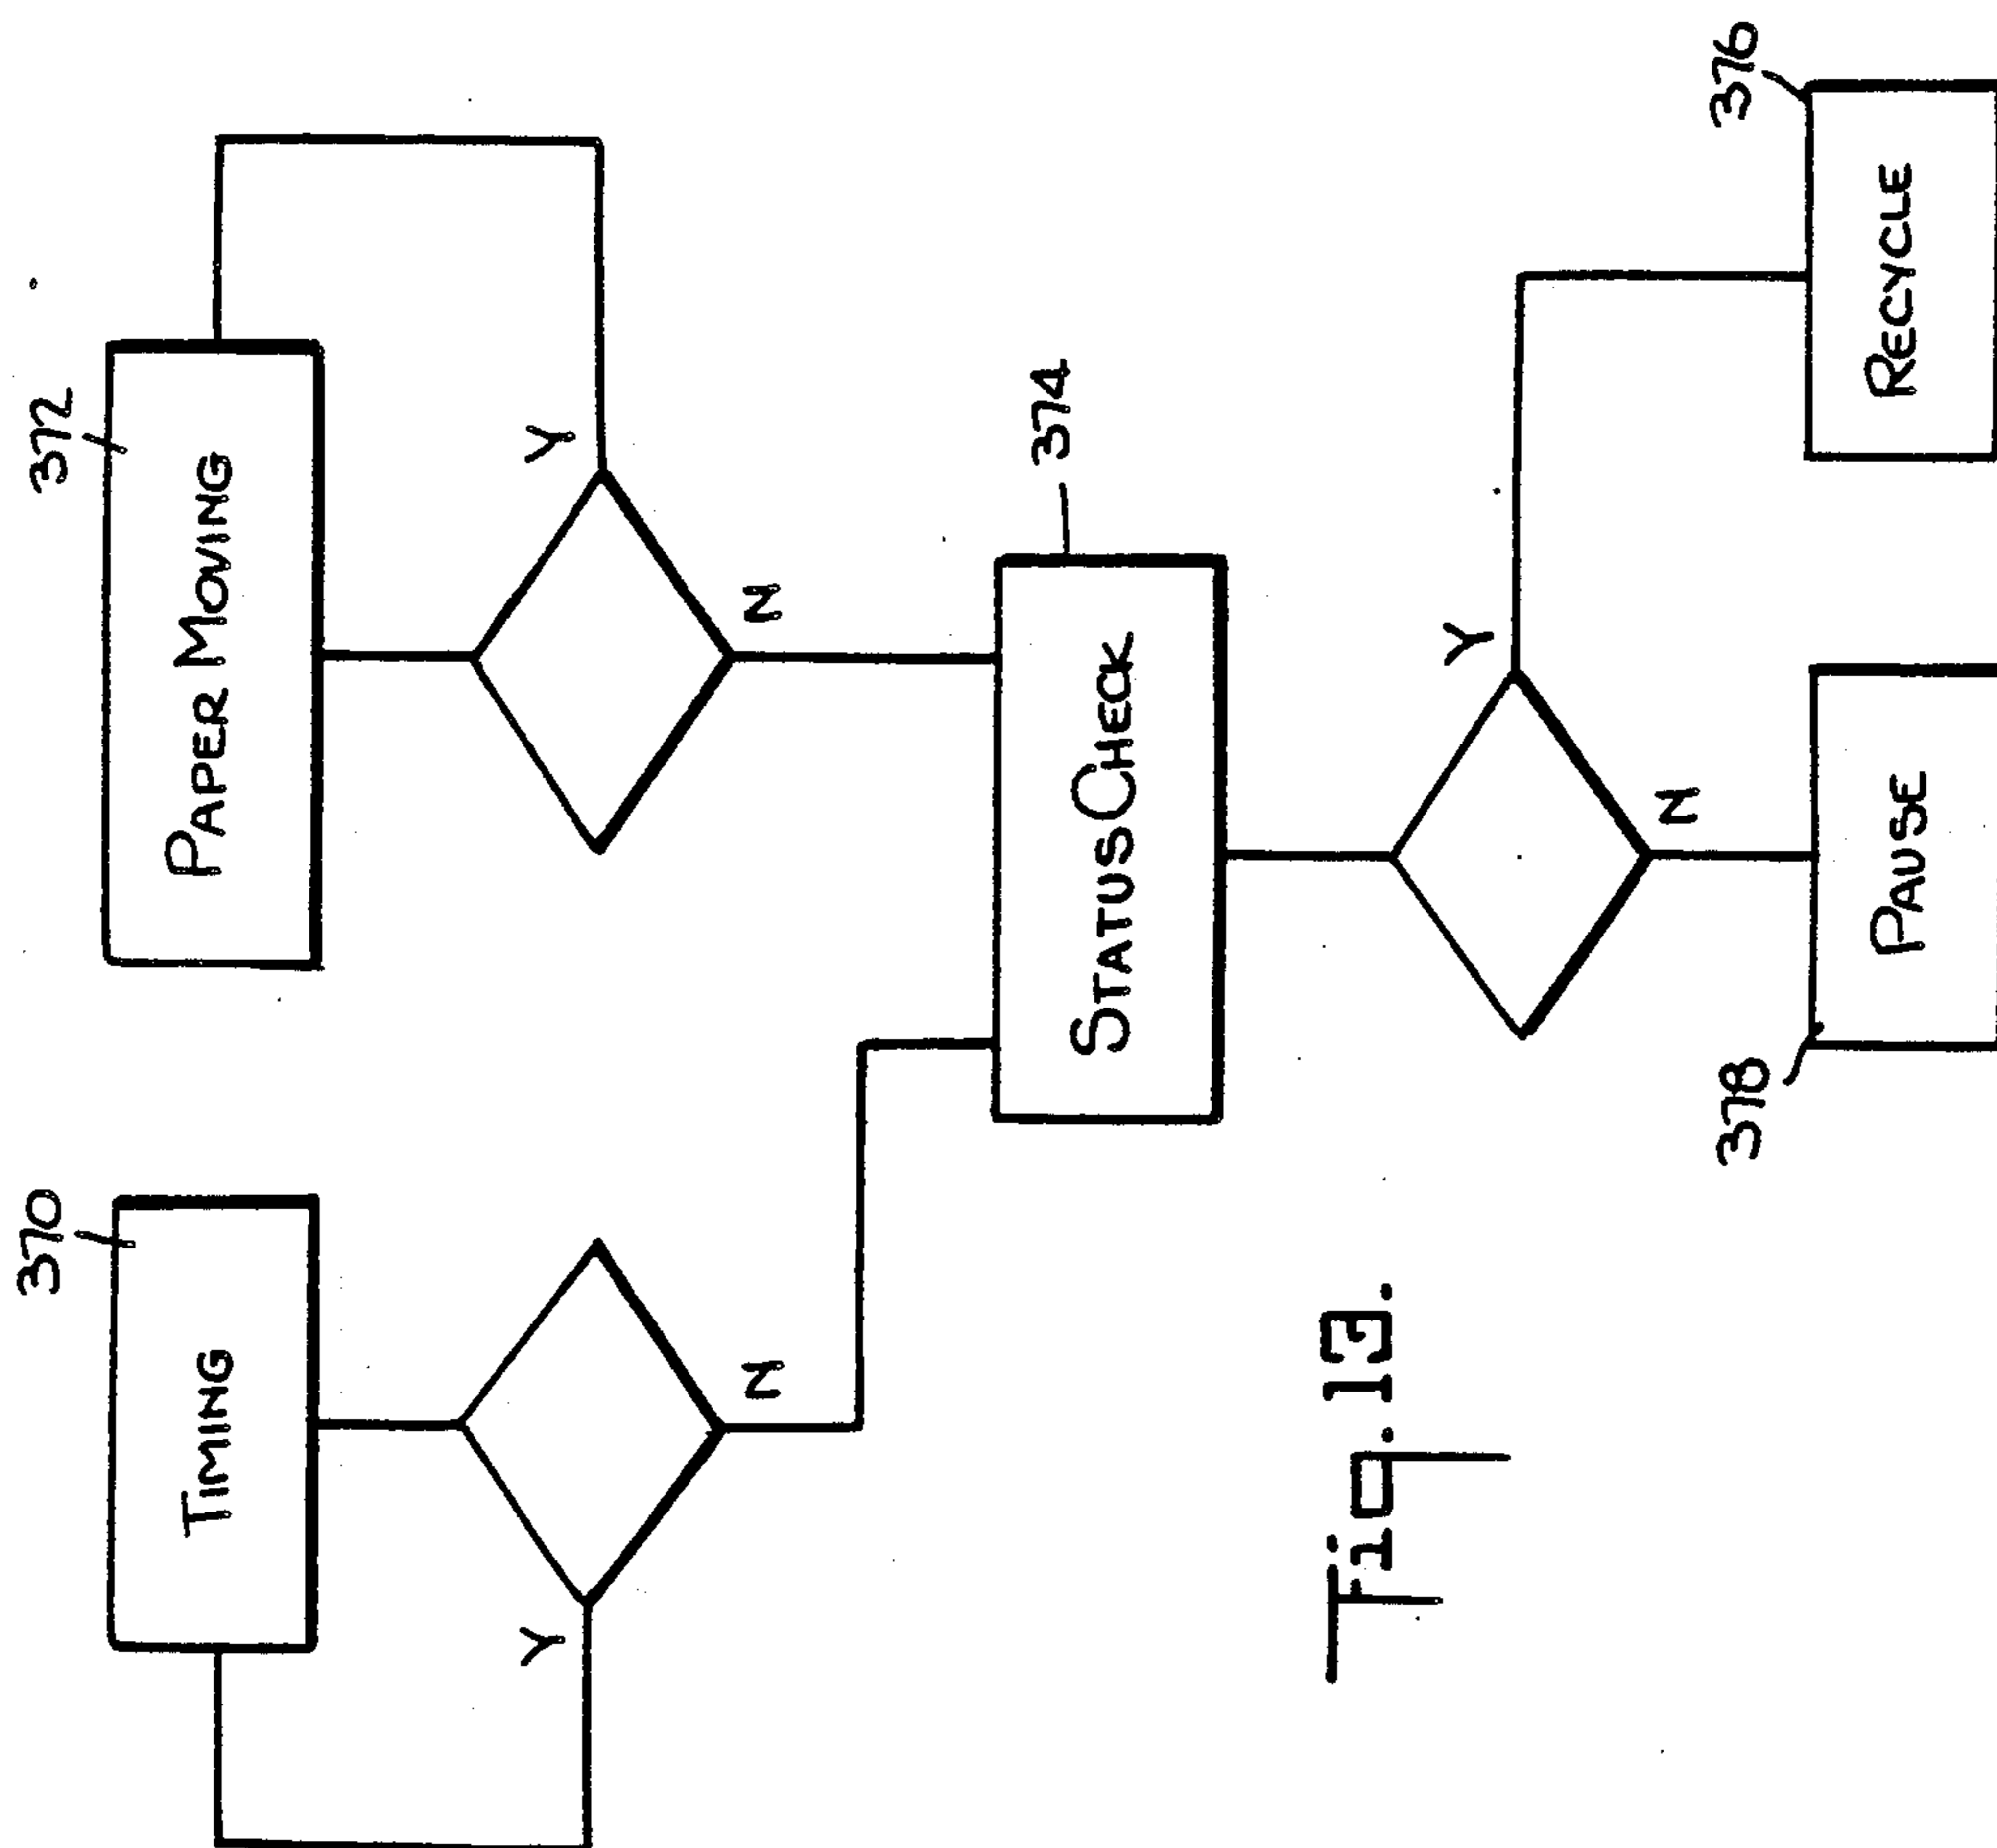 370
TIMING
Y
N
372
PAPER MOVING
Y
N
374
STATUS CHECK
Y
N
378
PAUSE
376
RECYCLE
Fig. 13.